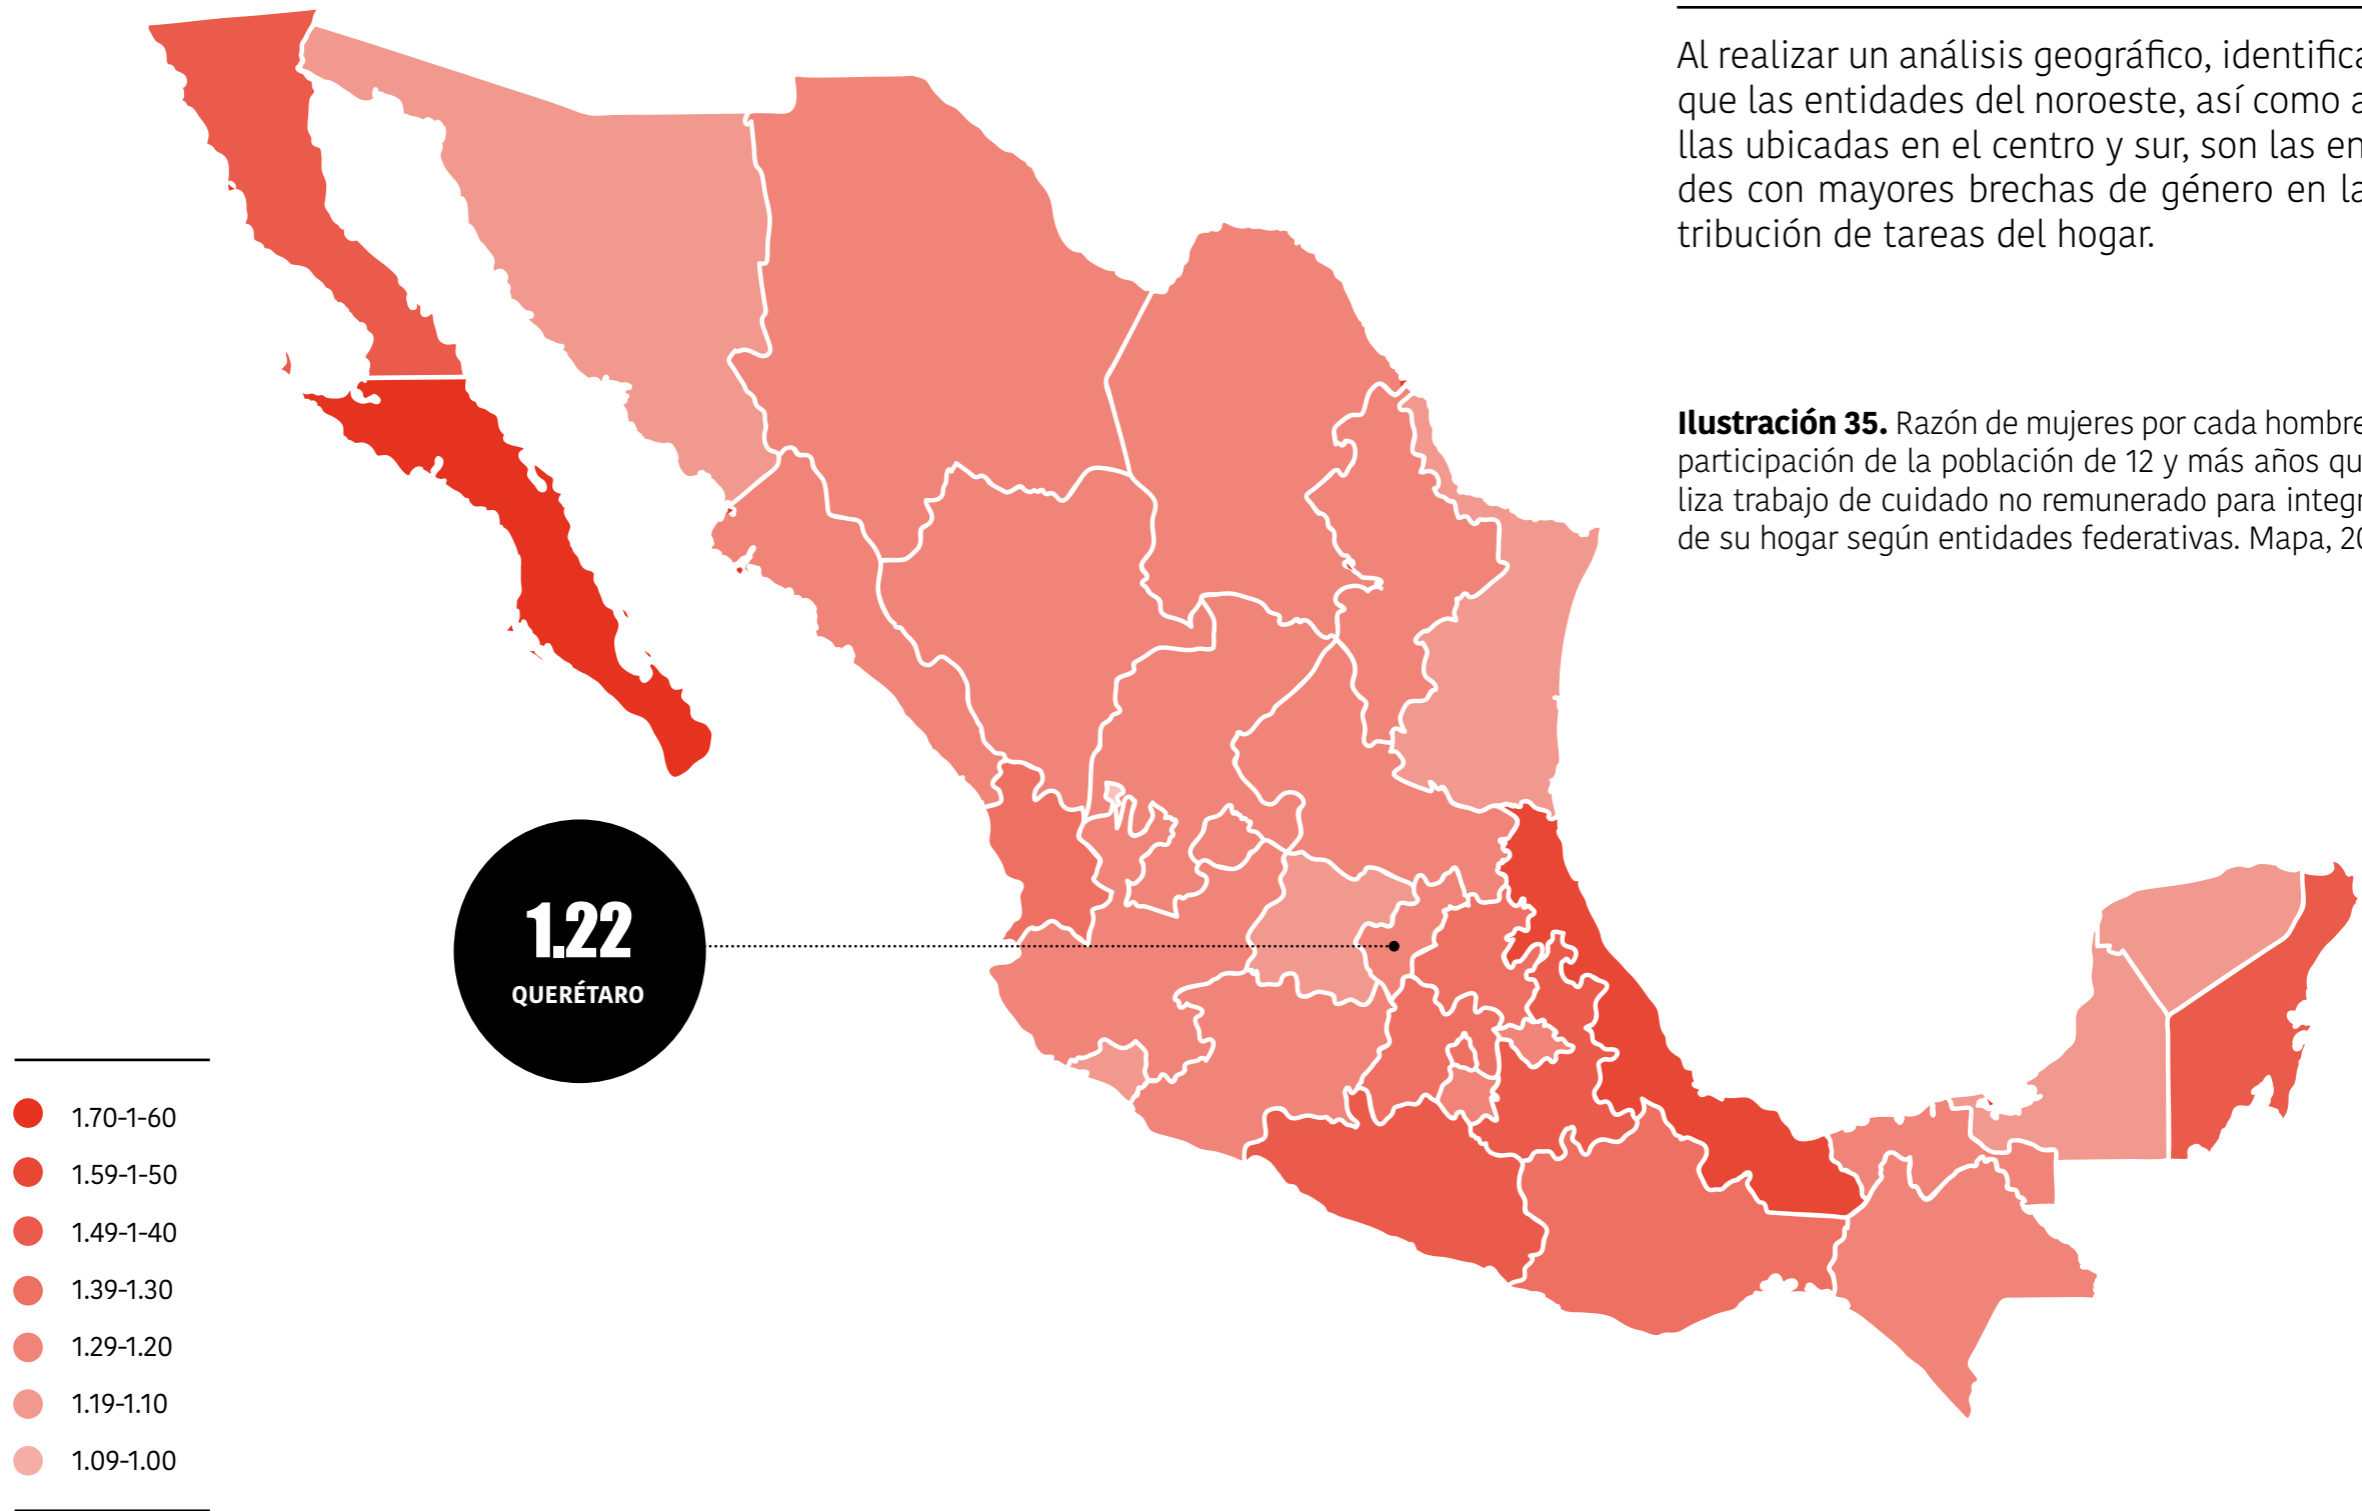 Al realizar un análisis geográfico, identifica
que las entidades del noroeste, así como a
llas ubicadas en el centro y sur, son las en
des con mayores brechas de género en la
tribución de tareas del hogar.
Ilustración 35. Razón de mujeres por cada hombre
participación de la población de 12 y más años qu
liza trabajo de cuidado no remunerado para integr
de su hogar según entidades federativas. Mapa, 20
1.22
QUERÉTARO
1.70-1-60
1.59-1-50
1.49-1-40
1.39-1.30
1.29-1.20
1.19-1.10
1.09-1.00